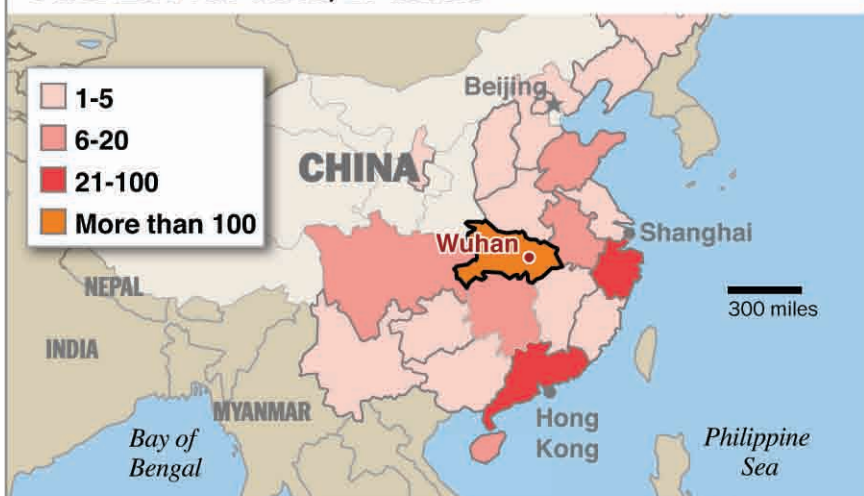 Beijing
1-5
6-20
21-100
More than 100
CHINA
Wuhan
Shanghai
NEPAL
300 miles
INDIA
MYANMAR
Hong
Kong
Bay of
Bengal
Philippine
Sea